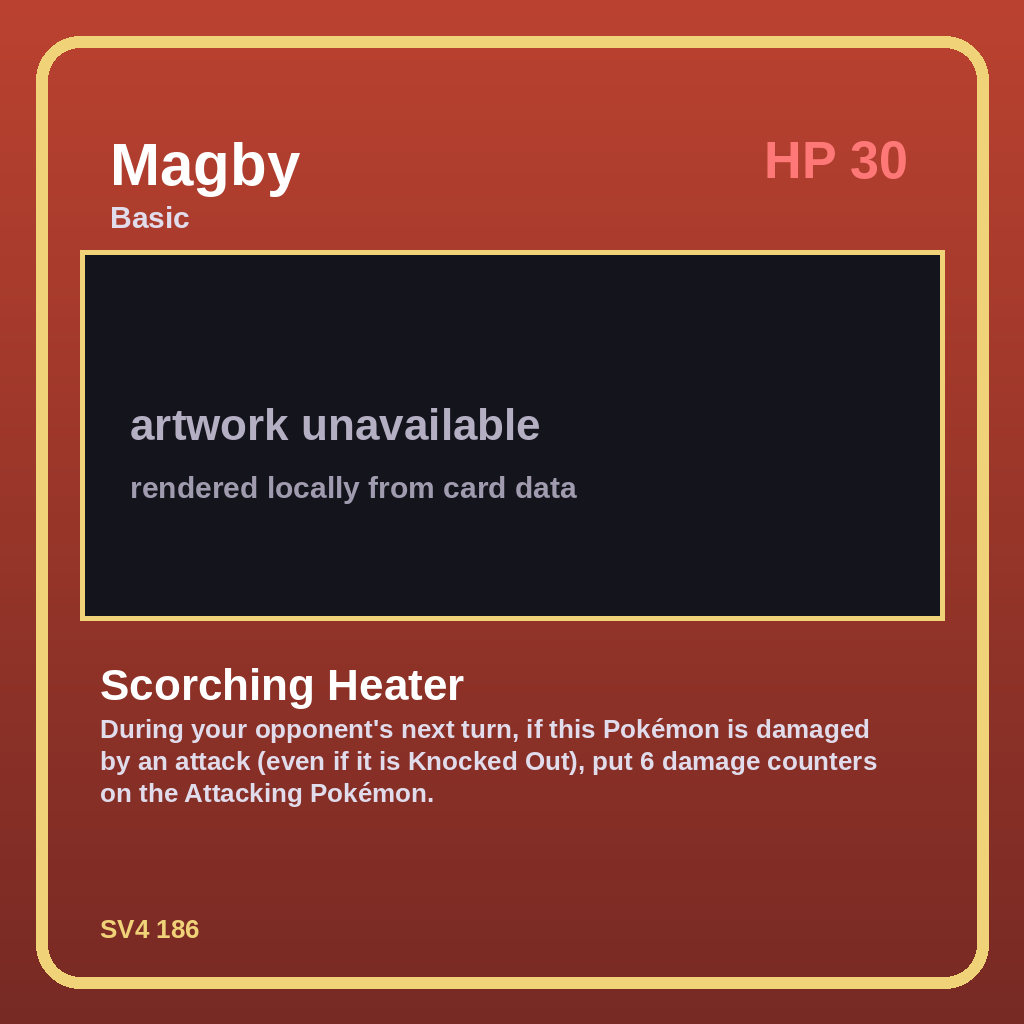 Magby
HP 30
Basic
artwork unavailable
rendered locally from card data
Scorching Heater
During your opponent's next turn, if this Pokémon is damaged
by an attack (even if it is Knocked Out), put 6 damage counters
on the Attacking Pokémon.
SV4 186